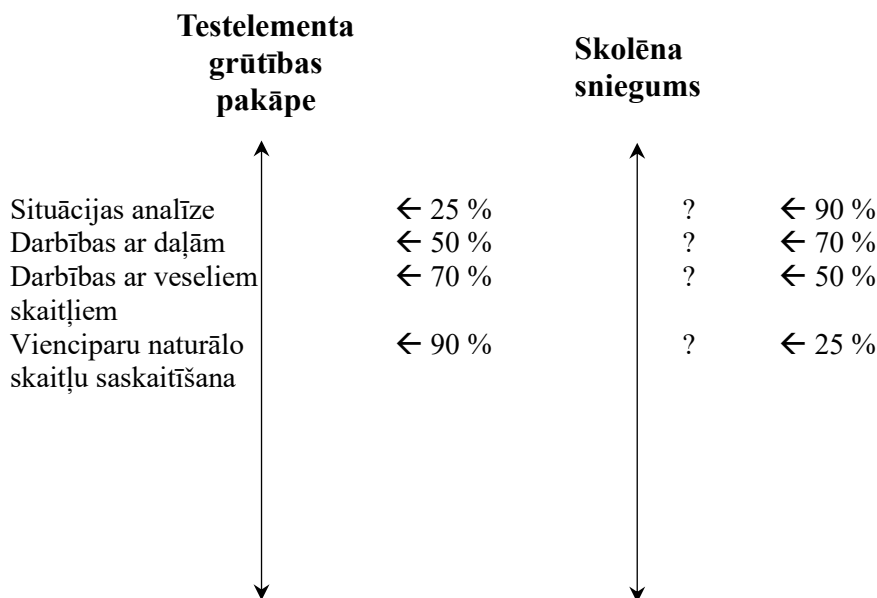 Testelementa
grūtības
pakāpe
Skolēna
sniegums
Situācijas analīze ← 25 % ? ← 90 %
Darbības ar daļām ← 50 % ? ← 70 %
Darbības ar veseliem ← 70 % ? ← 50 %
skaitļiem
Vienciparu naturālo ← 90 % ? ← 25 %
skaitļu saskaitīšana